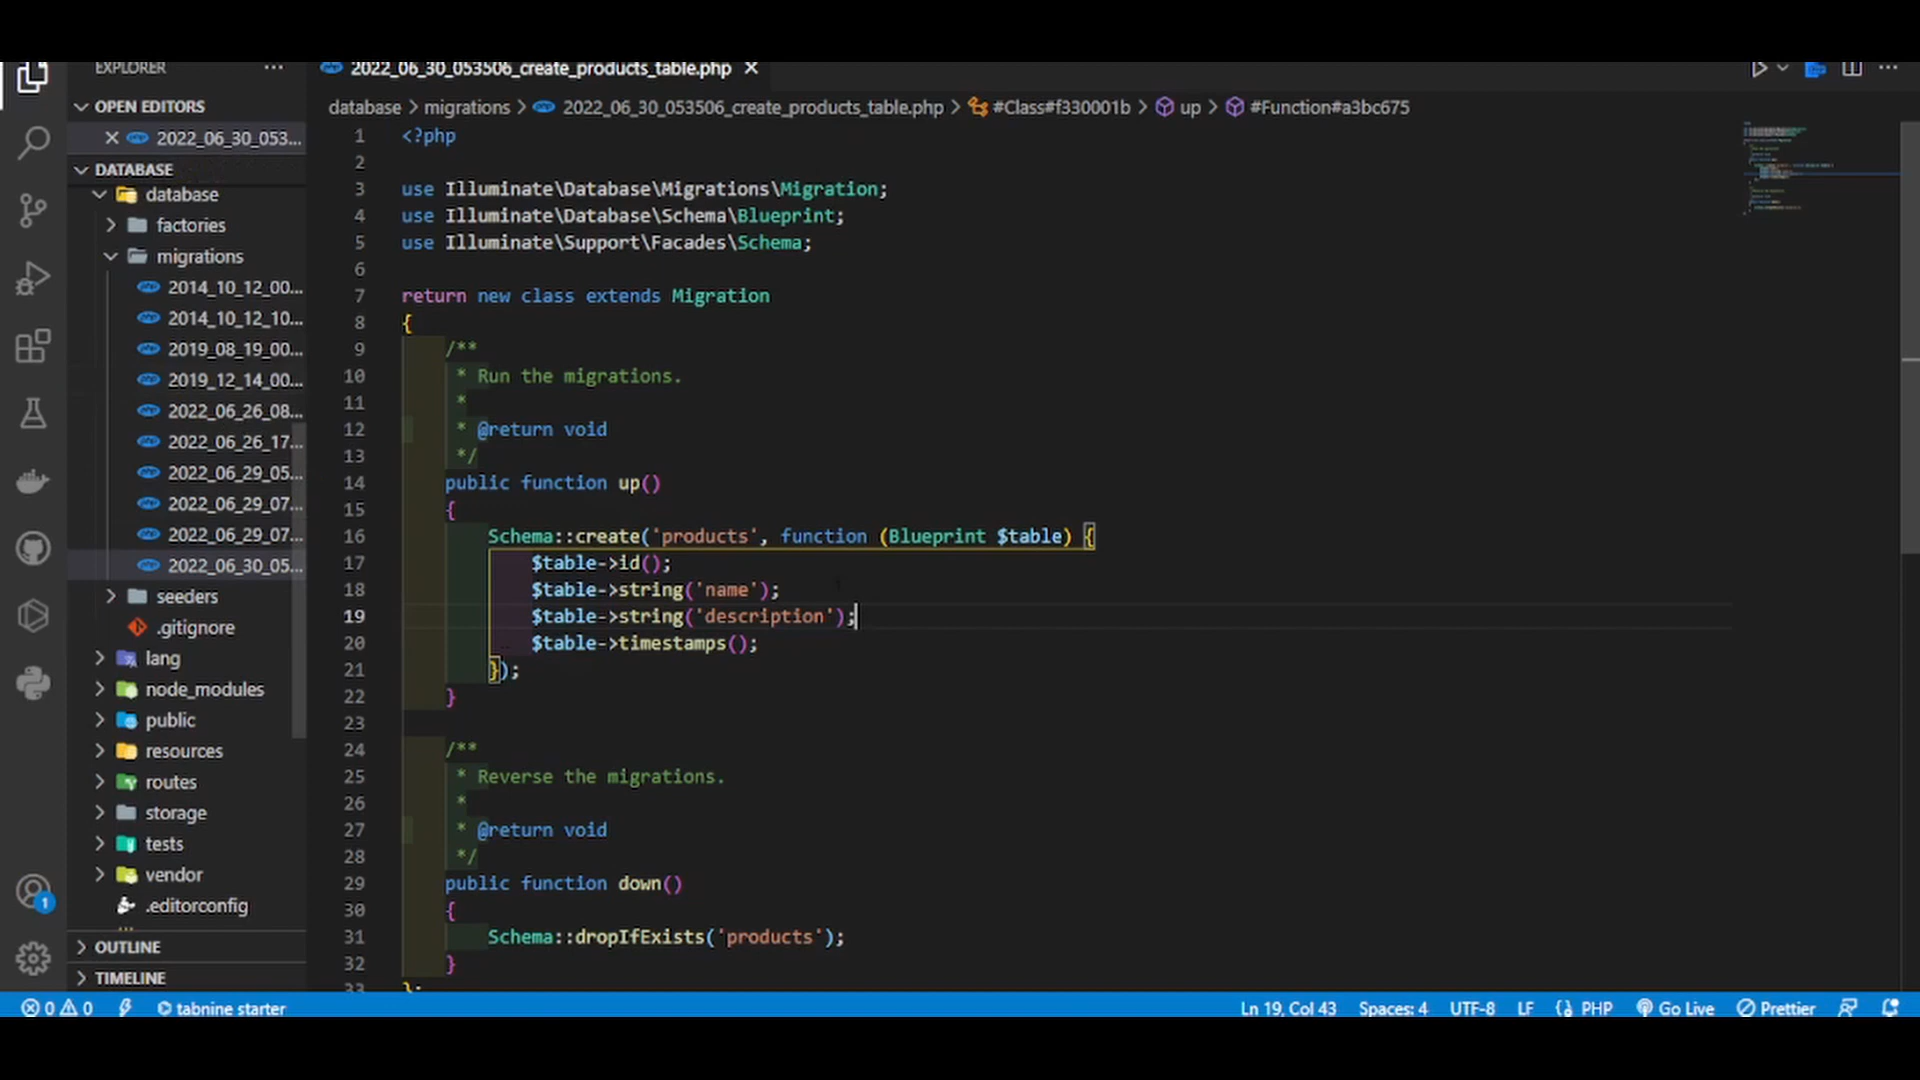 EXPLORER ...
OPEN EDITORS
2022_06_30_053...
DATABASE
database
factories
migrations
2014_10_12_00...
2014_10_12_10...
2019_08_19_00...
2019_12_14_00...
2022_06_26_08...
2022_06_26_17...
2022_06_29_05...
2022_06_29_07...
2022_06_29_07...
2022_06_30_05...
seeders
.gitignore
lang
node_modules
public
resources
routes
storage
tests
vendor
.editorconfig
OUTLINE
TIMELINE
1
2022_06_30_053506_create_products_table.php
database > migrations > 2022_06_30_053506_create_products_table.php > #Class#f330001b > up > #Function#a3bc675
1 <?php
2
3 use Illuminate\Database\Migrations\Migration;
4 use Illuminate\Database\Schema\Blueprint;
5 use Illuminate\Support\Facades\Schema;
6
7 return new class extends Migration
8 {
9 /**
10 * Run the migrations.
11 *
12 * @return void
13 */
14 public function up()
15 {
16 Schema::create('products', function (Blueprint $table) {
17 $table->id();
18 $table->string('name');
19 $table->string('description');
20 $table->timestamps();
21 });
22 }
23
24 /**
25 * Reverse the migrations.
26 *
27 * @return void
28 */
29 public function down()
30 {
31 Schema::dropIfExists('products');
32 }
33 };
0 0 tabnine starter Ln 19, Col 43 Spaces: 4 UTF-8 LF {} PHP Go Live Prettier